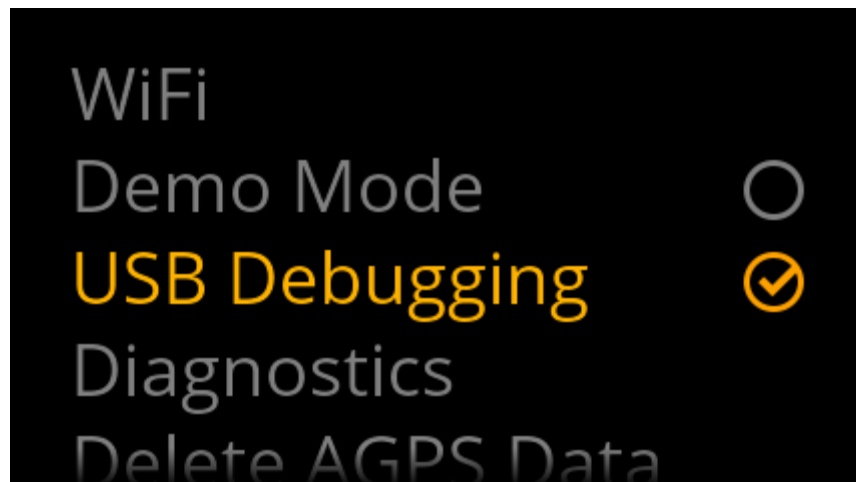 WiFi
Demo Mode
USB Debugging
Diagnostics
Delete AGPS Data